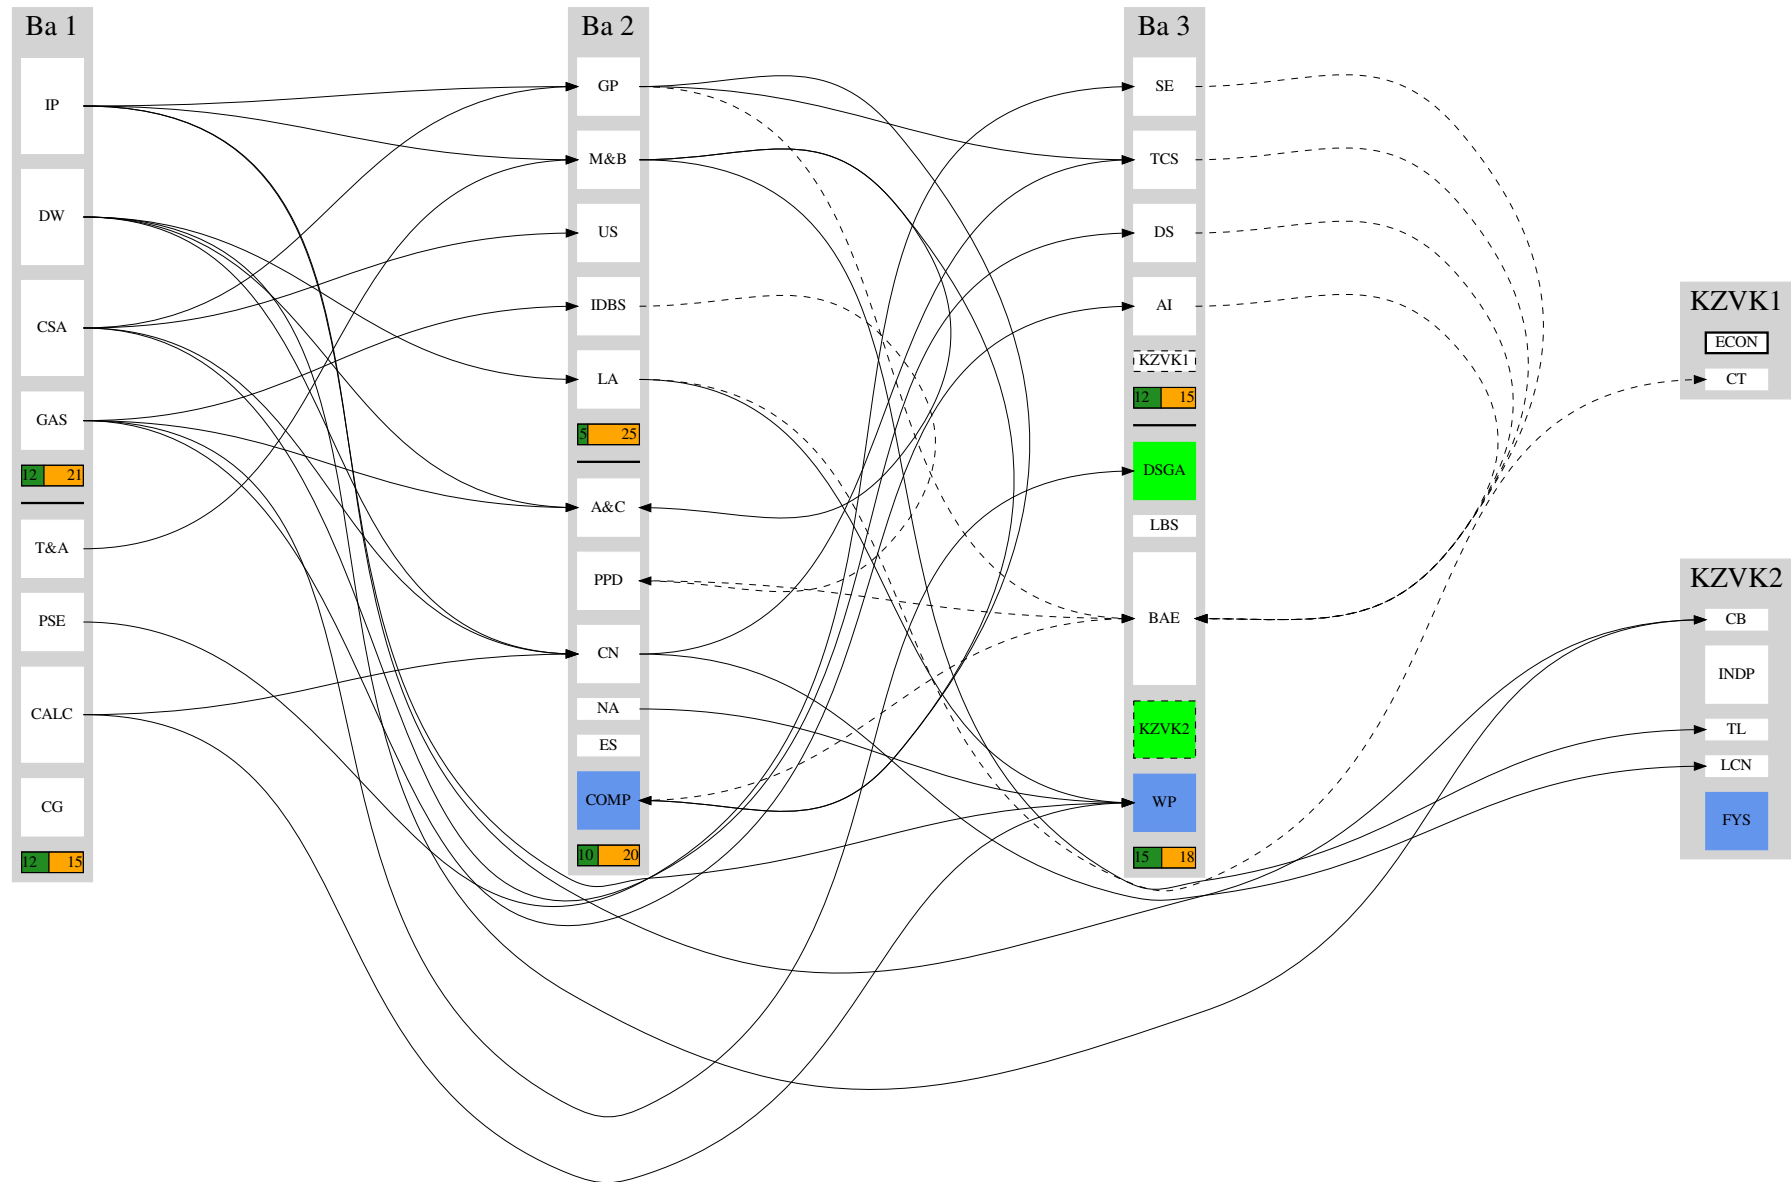 Ba 1
IP
DW
CSA
GAS
12 21
T&A
PSE
CALC
CG
12 15
Ba 2
GP
M&B
US
IDBS
LA
5 25
A&C
PPD
CN
NA
ES
COMP
10 20
Ba 3
SE
TCS
DS
AI
KZVK1
12 15
DSGA
LBS
BAE
KZVK2
WP
15 18
KZVK1
ECON
CT
KZVK2
CB
INDP
TL
LCN
FYS